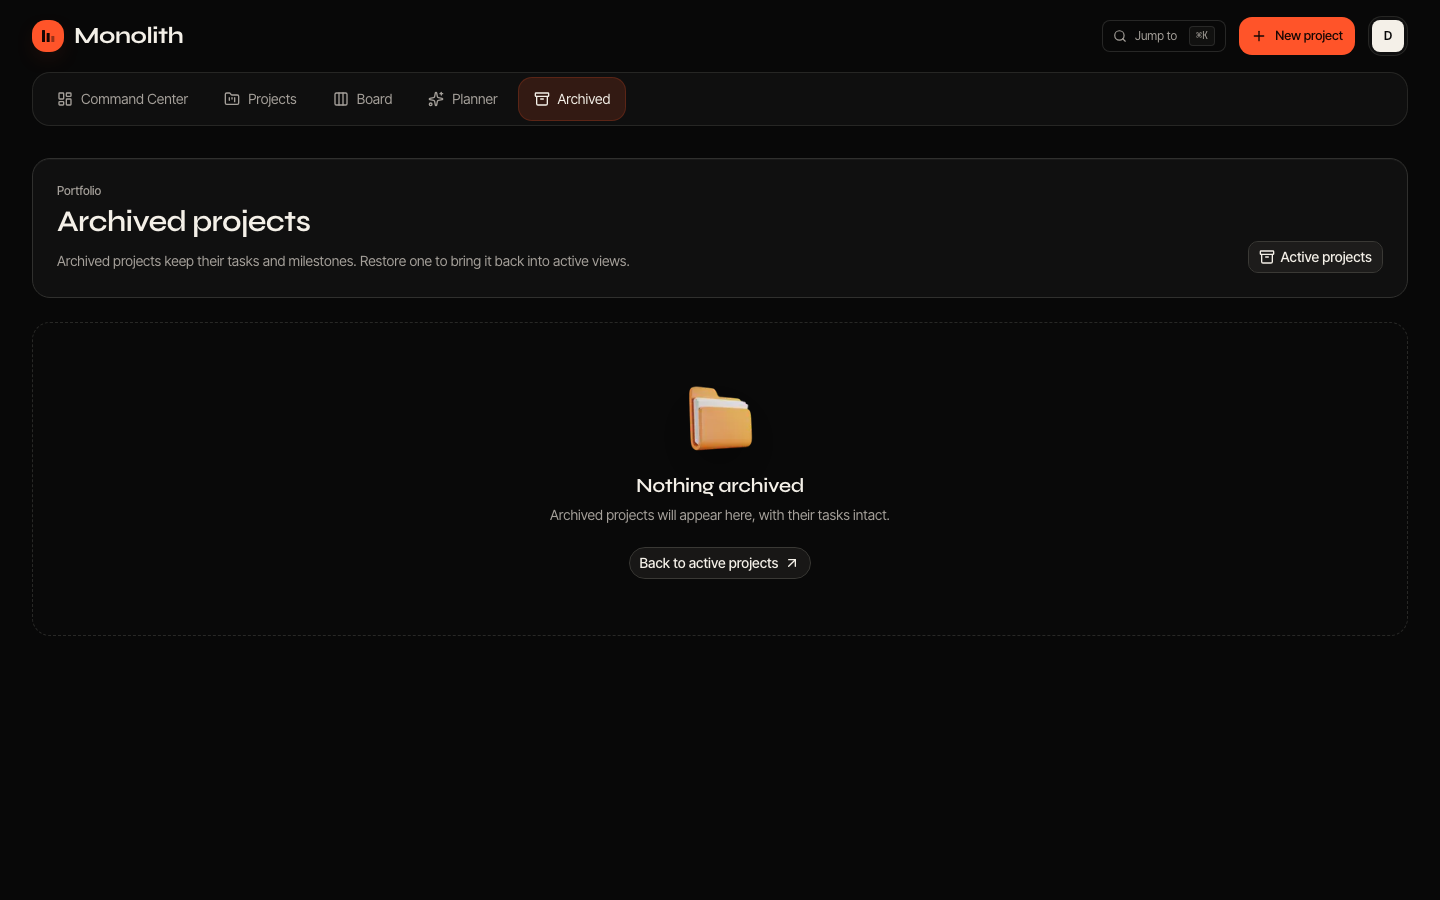 Monolith
Jump to ⌘K
New project
D
Command Center
Projects
Board
Planner
Archived
Portfolio
Archived projects
Archived projects keep their tasks and milestones. Restore one to bring it back into active views.
Active projects
Nothing archived
Archived projects will appear here, with their tasks intact.
Back to active projects